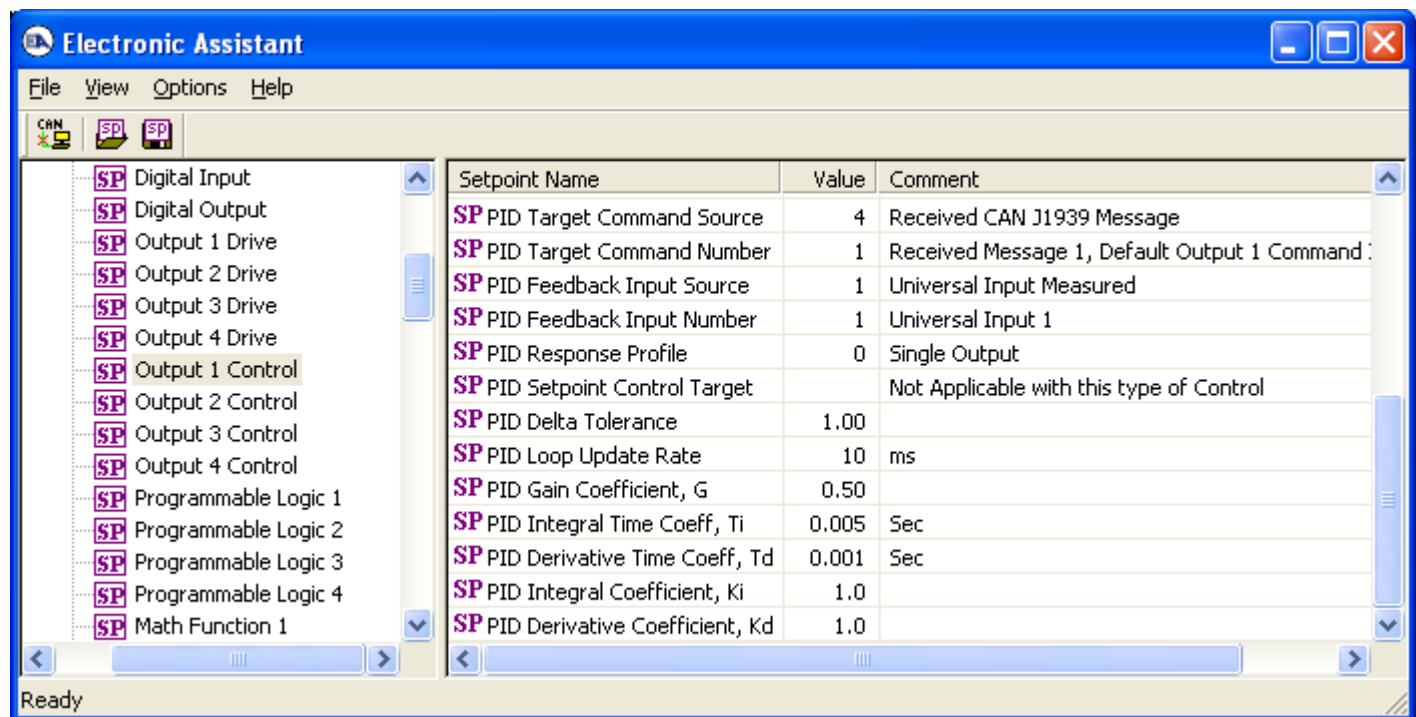 Electronic Assistant
File View Options Help
CAN SP SP
SP Digital Input
SP Digital Output
SP Output 1 Drive
SP Output 2 Drive
SP Output 3 Drive
SP Output 4 Drive
SP Output 1 Control
SP Output 2 Control
SP Output 3 Control
SP Output 4 Control
SP Programmable Logic 1
SP Programmable Logic 2
SP Programmable Logic 3
SP Programmable Logic 4
SP Math Function 1
Setpoint Name Value Comment
SP PID Target Command Source 4 Received CAN J1939 Message
SP PID Target Command Number 1 Received Message 1, Default Output 1 Command
SP PID Feedback Input Source 1 Universal Input Measured
SP PID Feedback Input Number 1 Universal Input 1
SP PID Response Profile 0 Single Output
SP PID Setpoint Control Target Not Applicable with this type of Control
SP PID Delta Tolerance 1.00
SP PID Loop Update Rate 10 ms
SP PID Gain Coefficient, G 0.50
SP PID Integral Time Coeff, Ti 0.005 Sec
SP PID Derivative Time Coeff, Td 0.001 Sec
SP PID Integral Coefficient, Ki 1.0
SP PID Derivative Coefficient, Kd 1.0
Ready